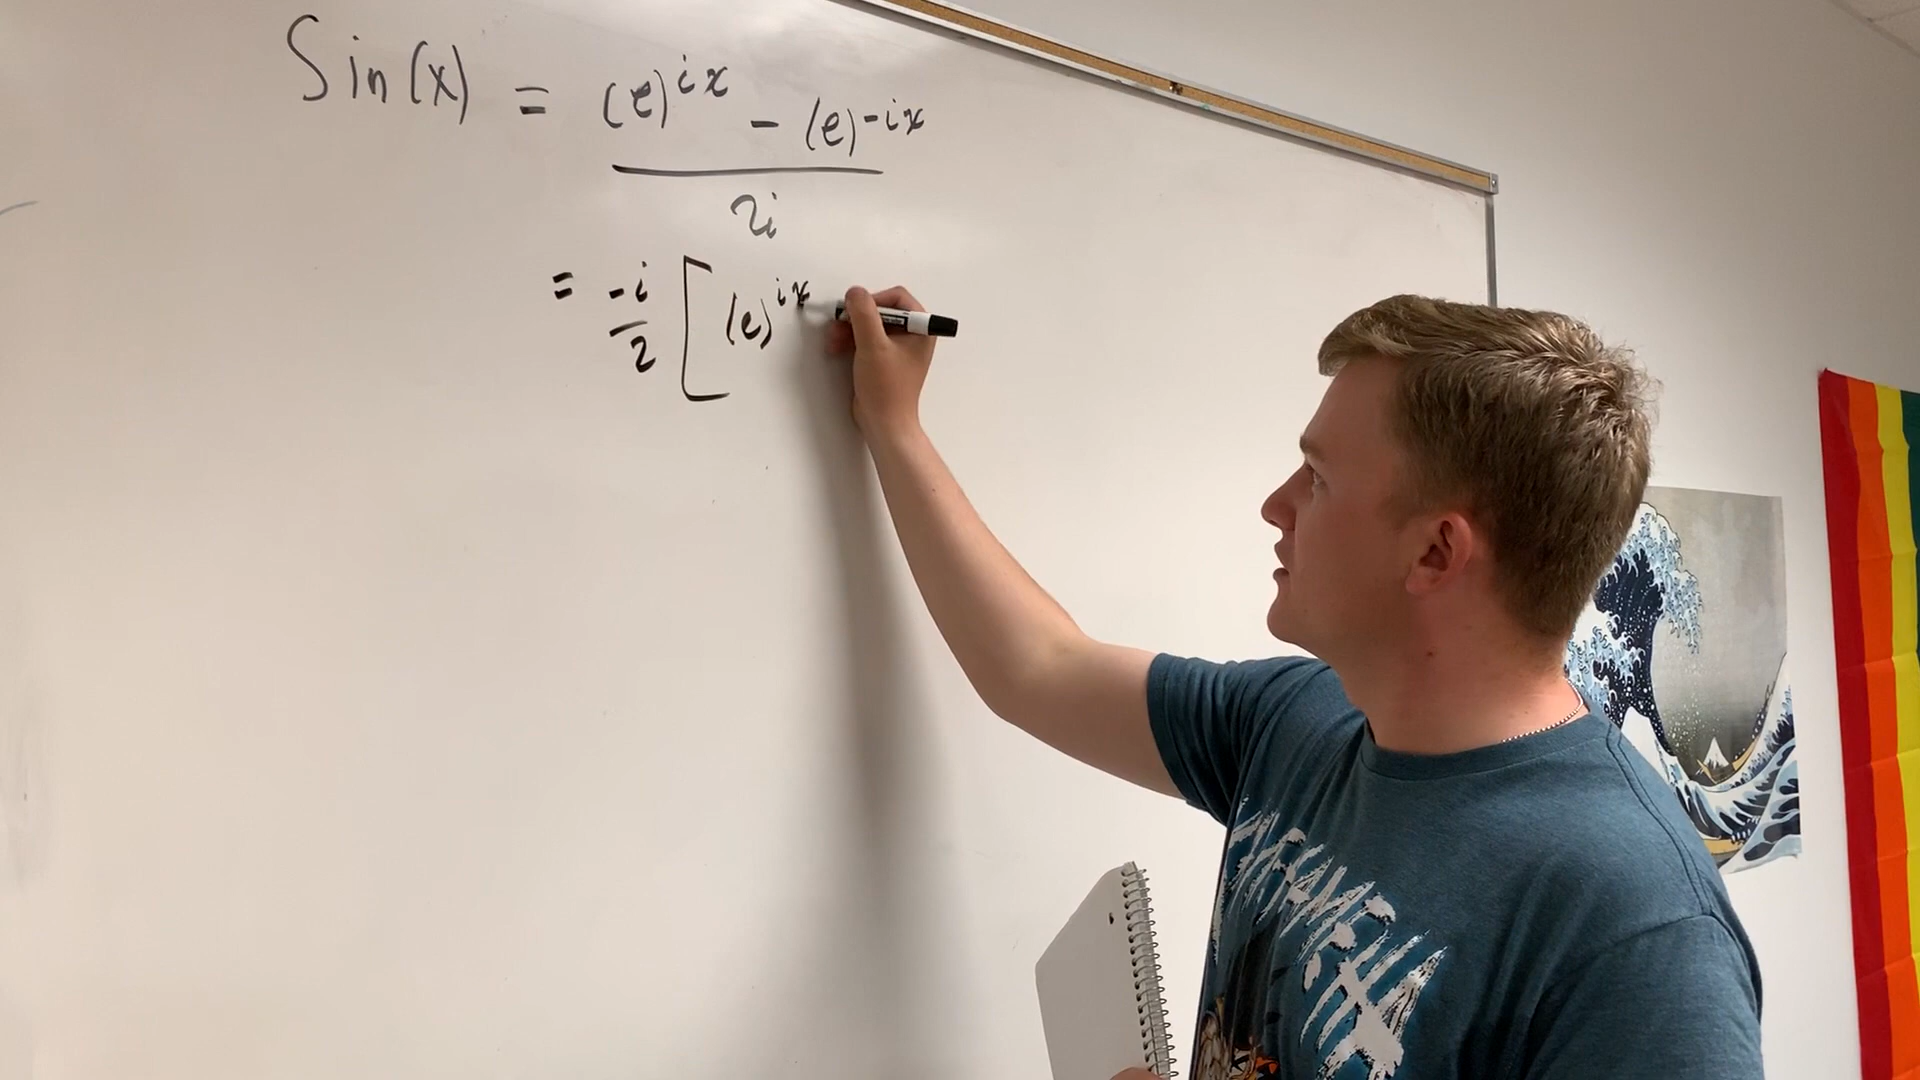 Sin(x) = (e)^ix - (e)^-ix
2i
= -i/2 [(e)^ix